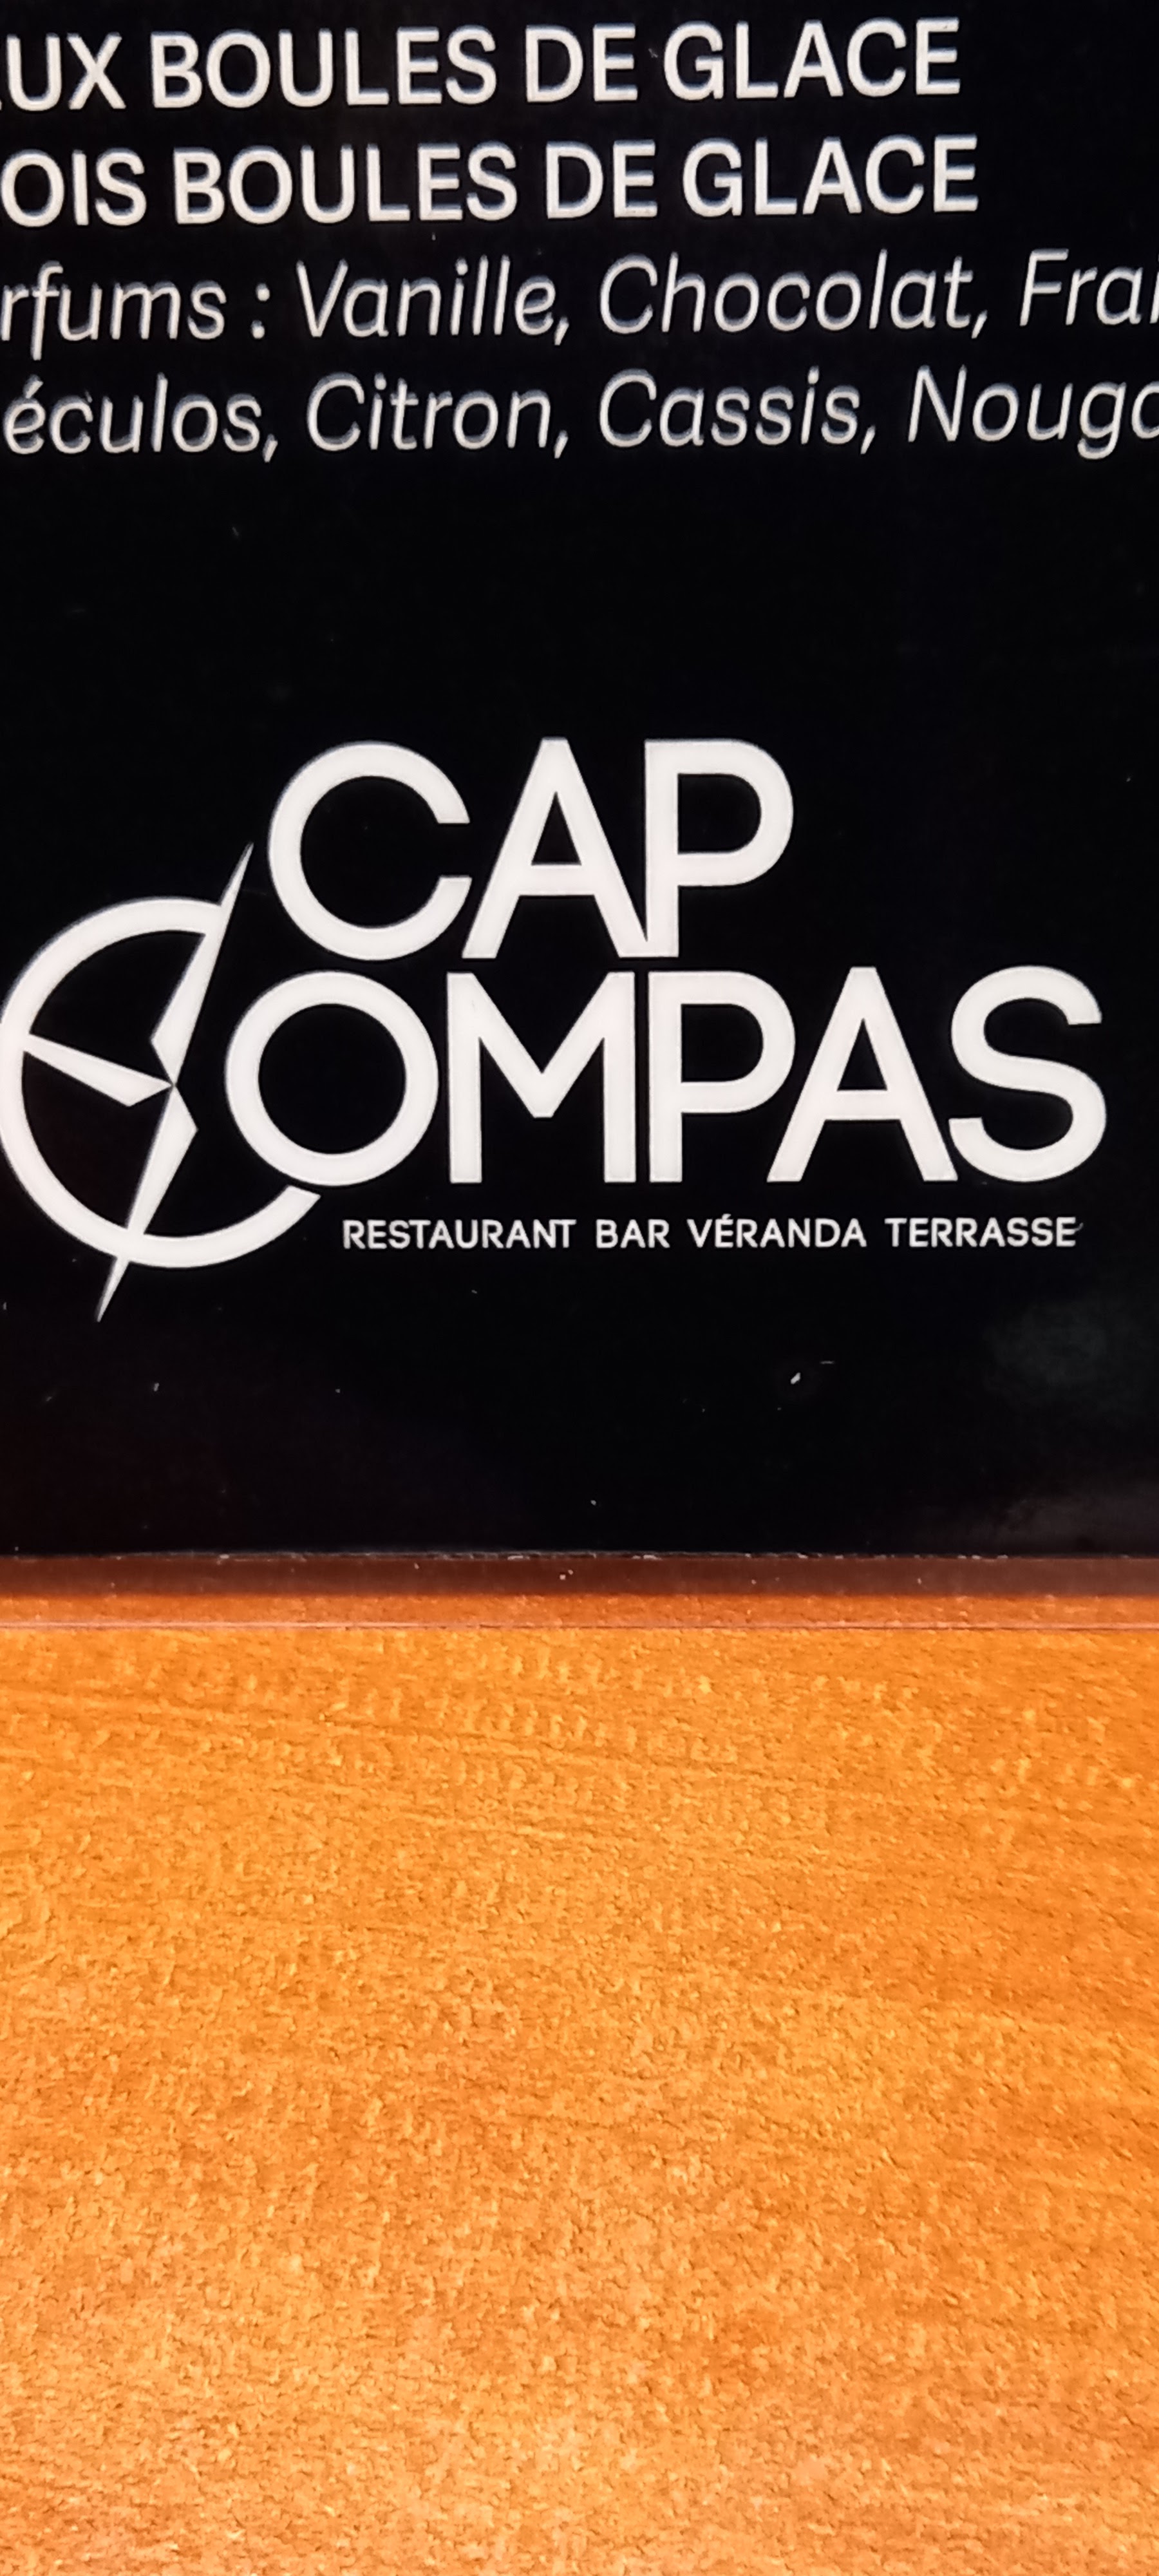 UX BOULES DE GLACE
OIS BOULES DE GLACE
rfums : Vanille, Chocolat, Frai
éculos, Citron, Cassis, Nouga
CAP
COMPAS
RESTAURANT BAR VÉRANDA TERRASSE